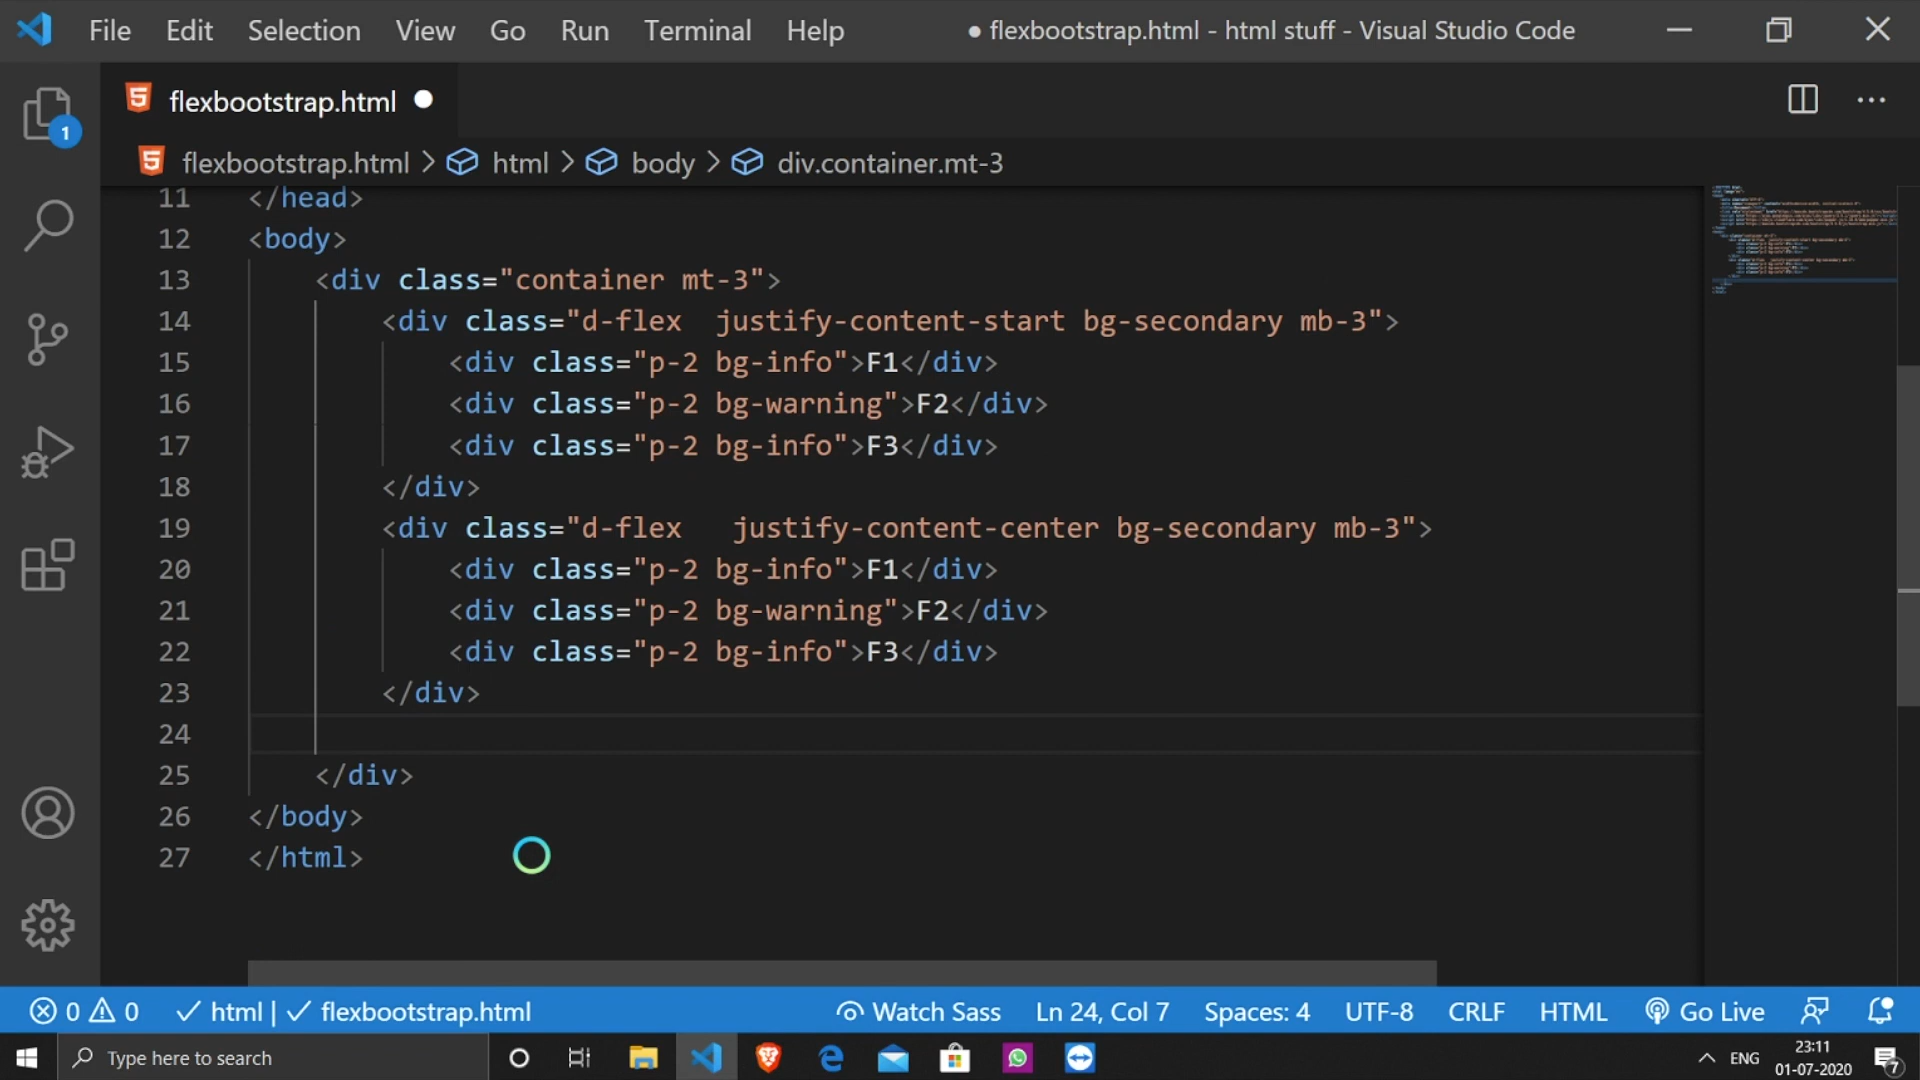 File Edit Selection View Go Run Terminal Help ● flexbootstrap.html - html stuff - Visual Studio Code
flexbootstrap.html ●
flexbootstrap.html > html > body > div.container.mt-3
1
11 </head>
12 <body>
13 <div class="container mt-3">
14 <div class="d-flex  justify-content-start bg-secondary mb-3">
15 <div class="p-2 bg-info">F1</div>
16 <div class="p-2 bg-warning">F2</div>
17 <div class="p-2 bg-info">F3</div>
18 </div>
19 <div class="d-flex   justify-content-center bg-secondary mb-3">
20 <div class="p-2 bg-info">F1</div>
21 <div class="p-2 bg-warning">F2</div>
22 <div class="p-2 bg-info">F3</div>
23 </div>
24
25 </div>
26 </body>
27 </html>
0 0 html | flexbootstrap.html Watch Sass Ln 24, Col 7 Spaces: 4 UTF-8 CRLF HTML Go Live
Type here to search ENG 23:11
01-07-2020 7